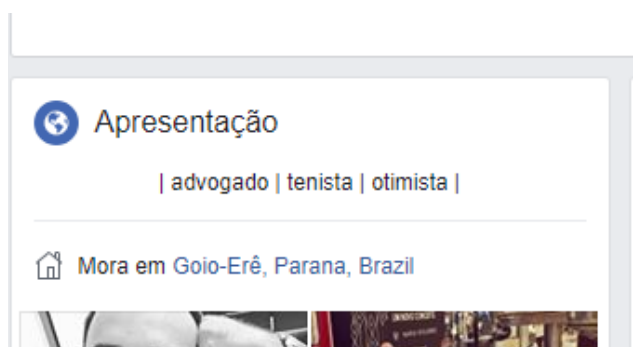 Apresentação
| advogado | tenista | otimista |
Mora em Goio-Erê, Parana, Brazil